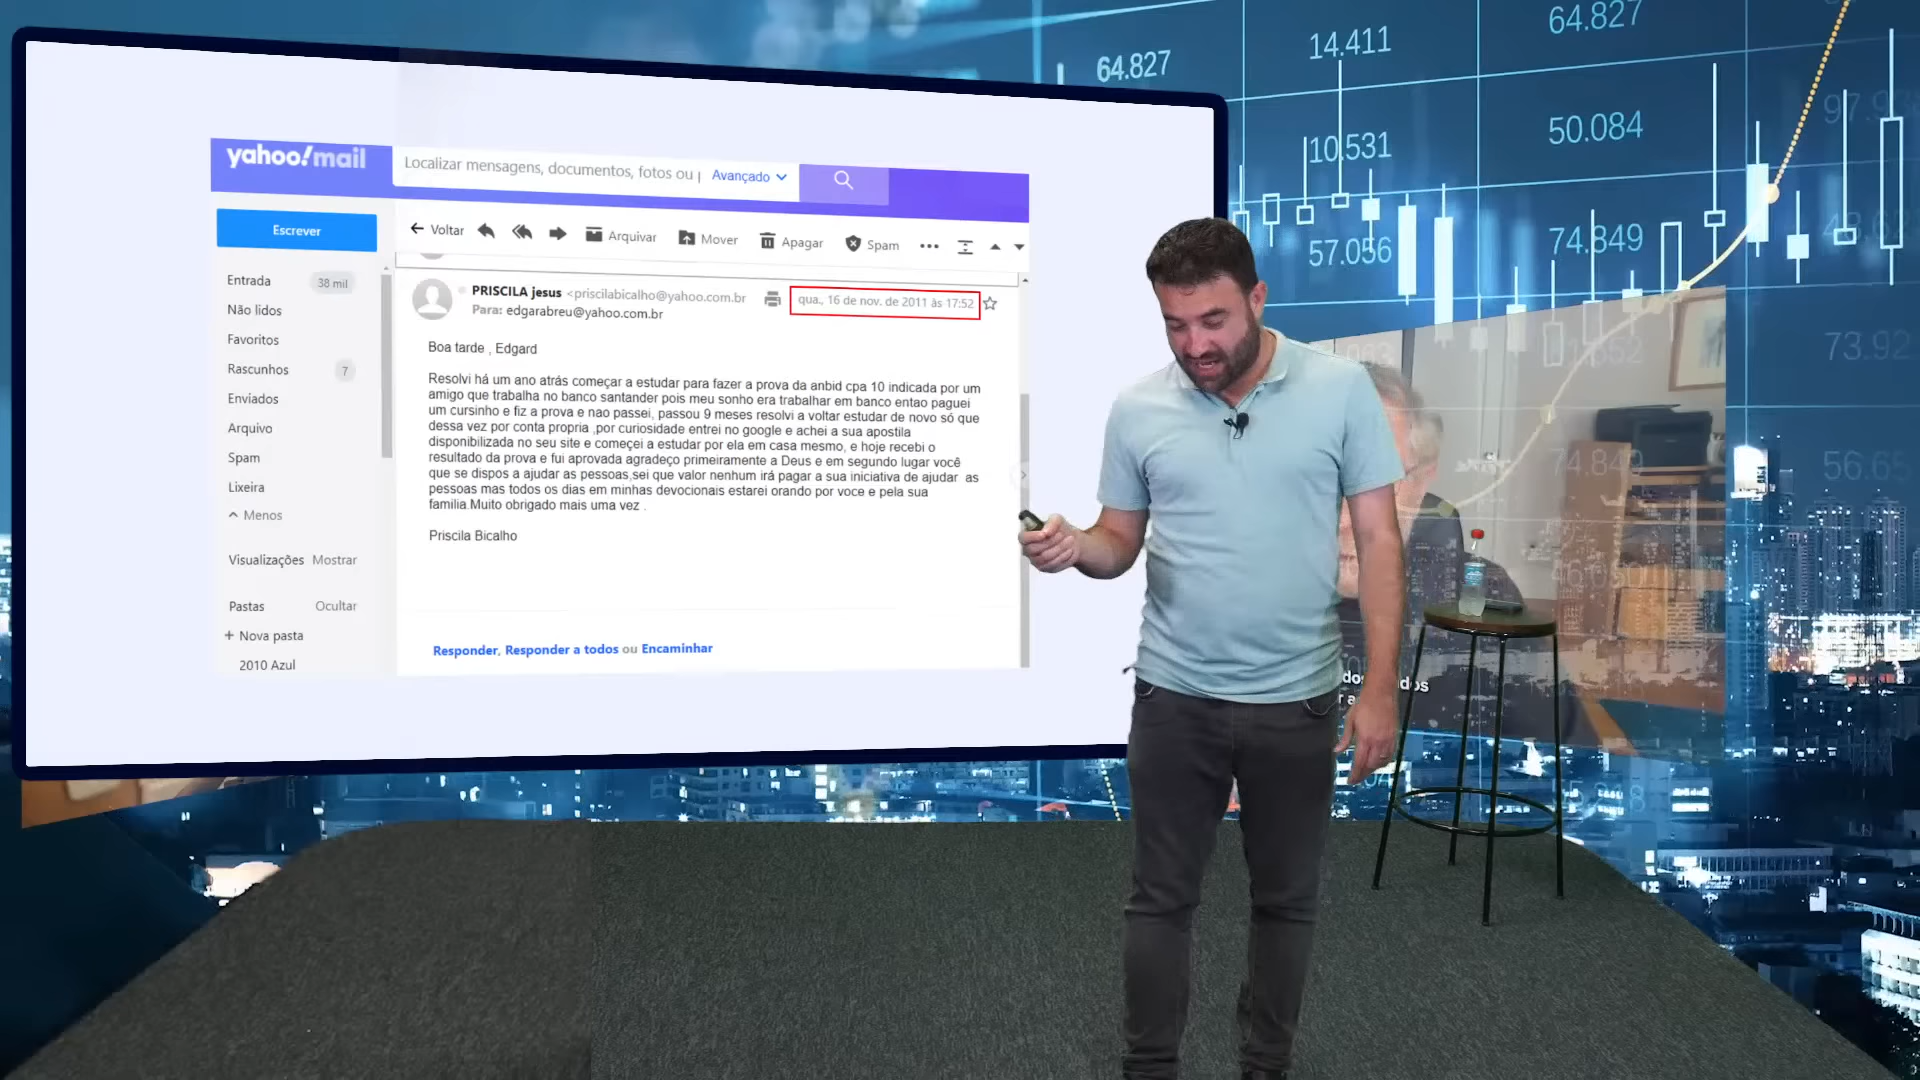 yahoo!mail
Localizar mensagens, documentos, fotos ou
Avançado
Escrever
Voltar
Arquivar
Mover
Apagar
Spam
Entrada
38 mil
Não lidos
Favoritos
Rascunhos
7
Enviados
Arquivo
Spam
Lixeira
Menos
Visualizações Mostrar
Pastas Ocultar
+ Nova pasta
2010 Azul
PRISCILA jesus <priscilabicalho@yahoo.com.br
qua., 16 de nov. de 2011 às 17:52
Para: edgarabreu@yahoo.com.br
Boa tarde , Edgard
Resolvi há um ano atrás começar a estudar para fazer a prova da anbid cpa 10 indicada por um
amigo que trabalha no banco santander pois meu sonho era trabalhar em banco entao paguei
um cursinho e fiz a prova e nao passei, passou 9 meses resolvi a voltar estudar de novo só que
dessa vez por conta propria ,por curiosidade entrei no google e achei a sua apostila
disponibilizada no seu site e começei a estudar por ela em casa mesmo, e hoje recebi o
resultado da prova e fui aprovada agradeço primeiramente a Deus e em segundo lugar você
que se dispos a ajudar as pessoas,sei que valor nenhum irá pagar a sua iniciativa de ajudar as
pessoas mas todos os dias em minhas devocionais estarei orando por voce e pela sua
familia.Muito obrigado mais uma vez .
Priscila Bicalho
Responder, Responder a todos ou Encaminhar
64.827
14.411
64.827
10.531
50.084
57.056
74.849
73.92
74.849
56.65